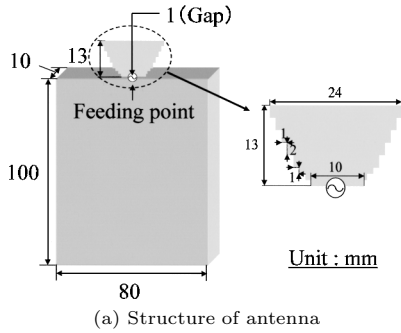 1 (Gap)
13
10
Feeding point
24
100
1
2
13
10
1
Unit : mm
80
(a) Structure of antenna